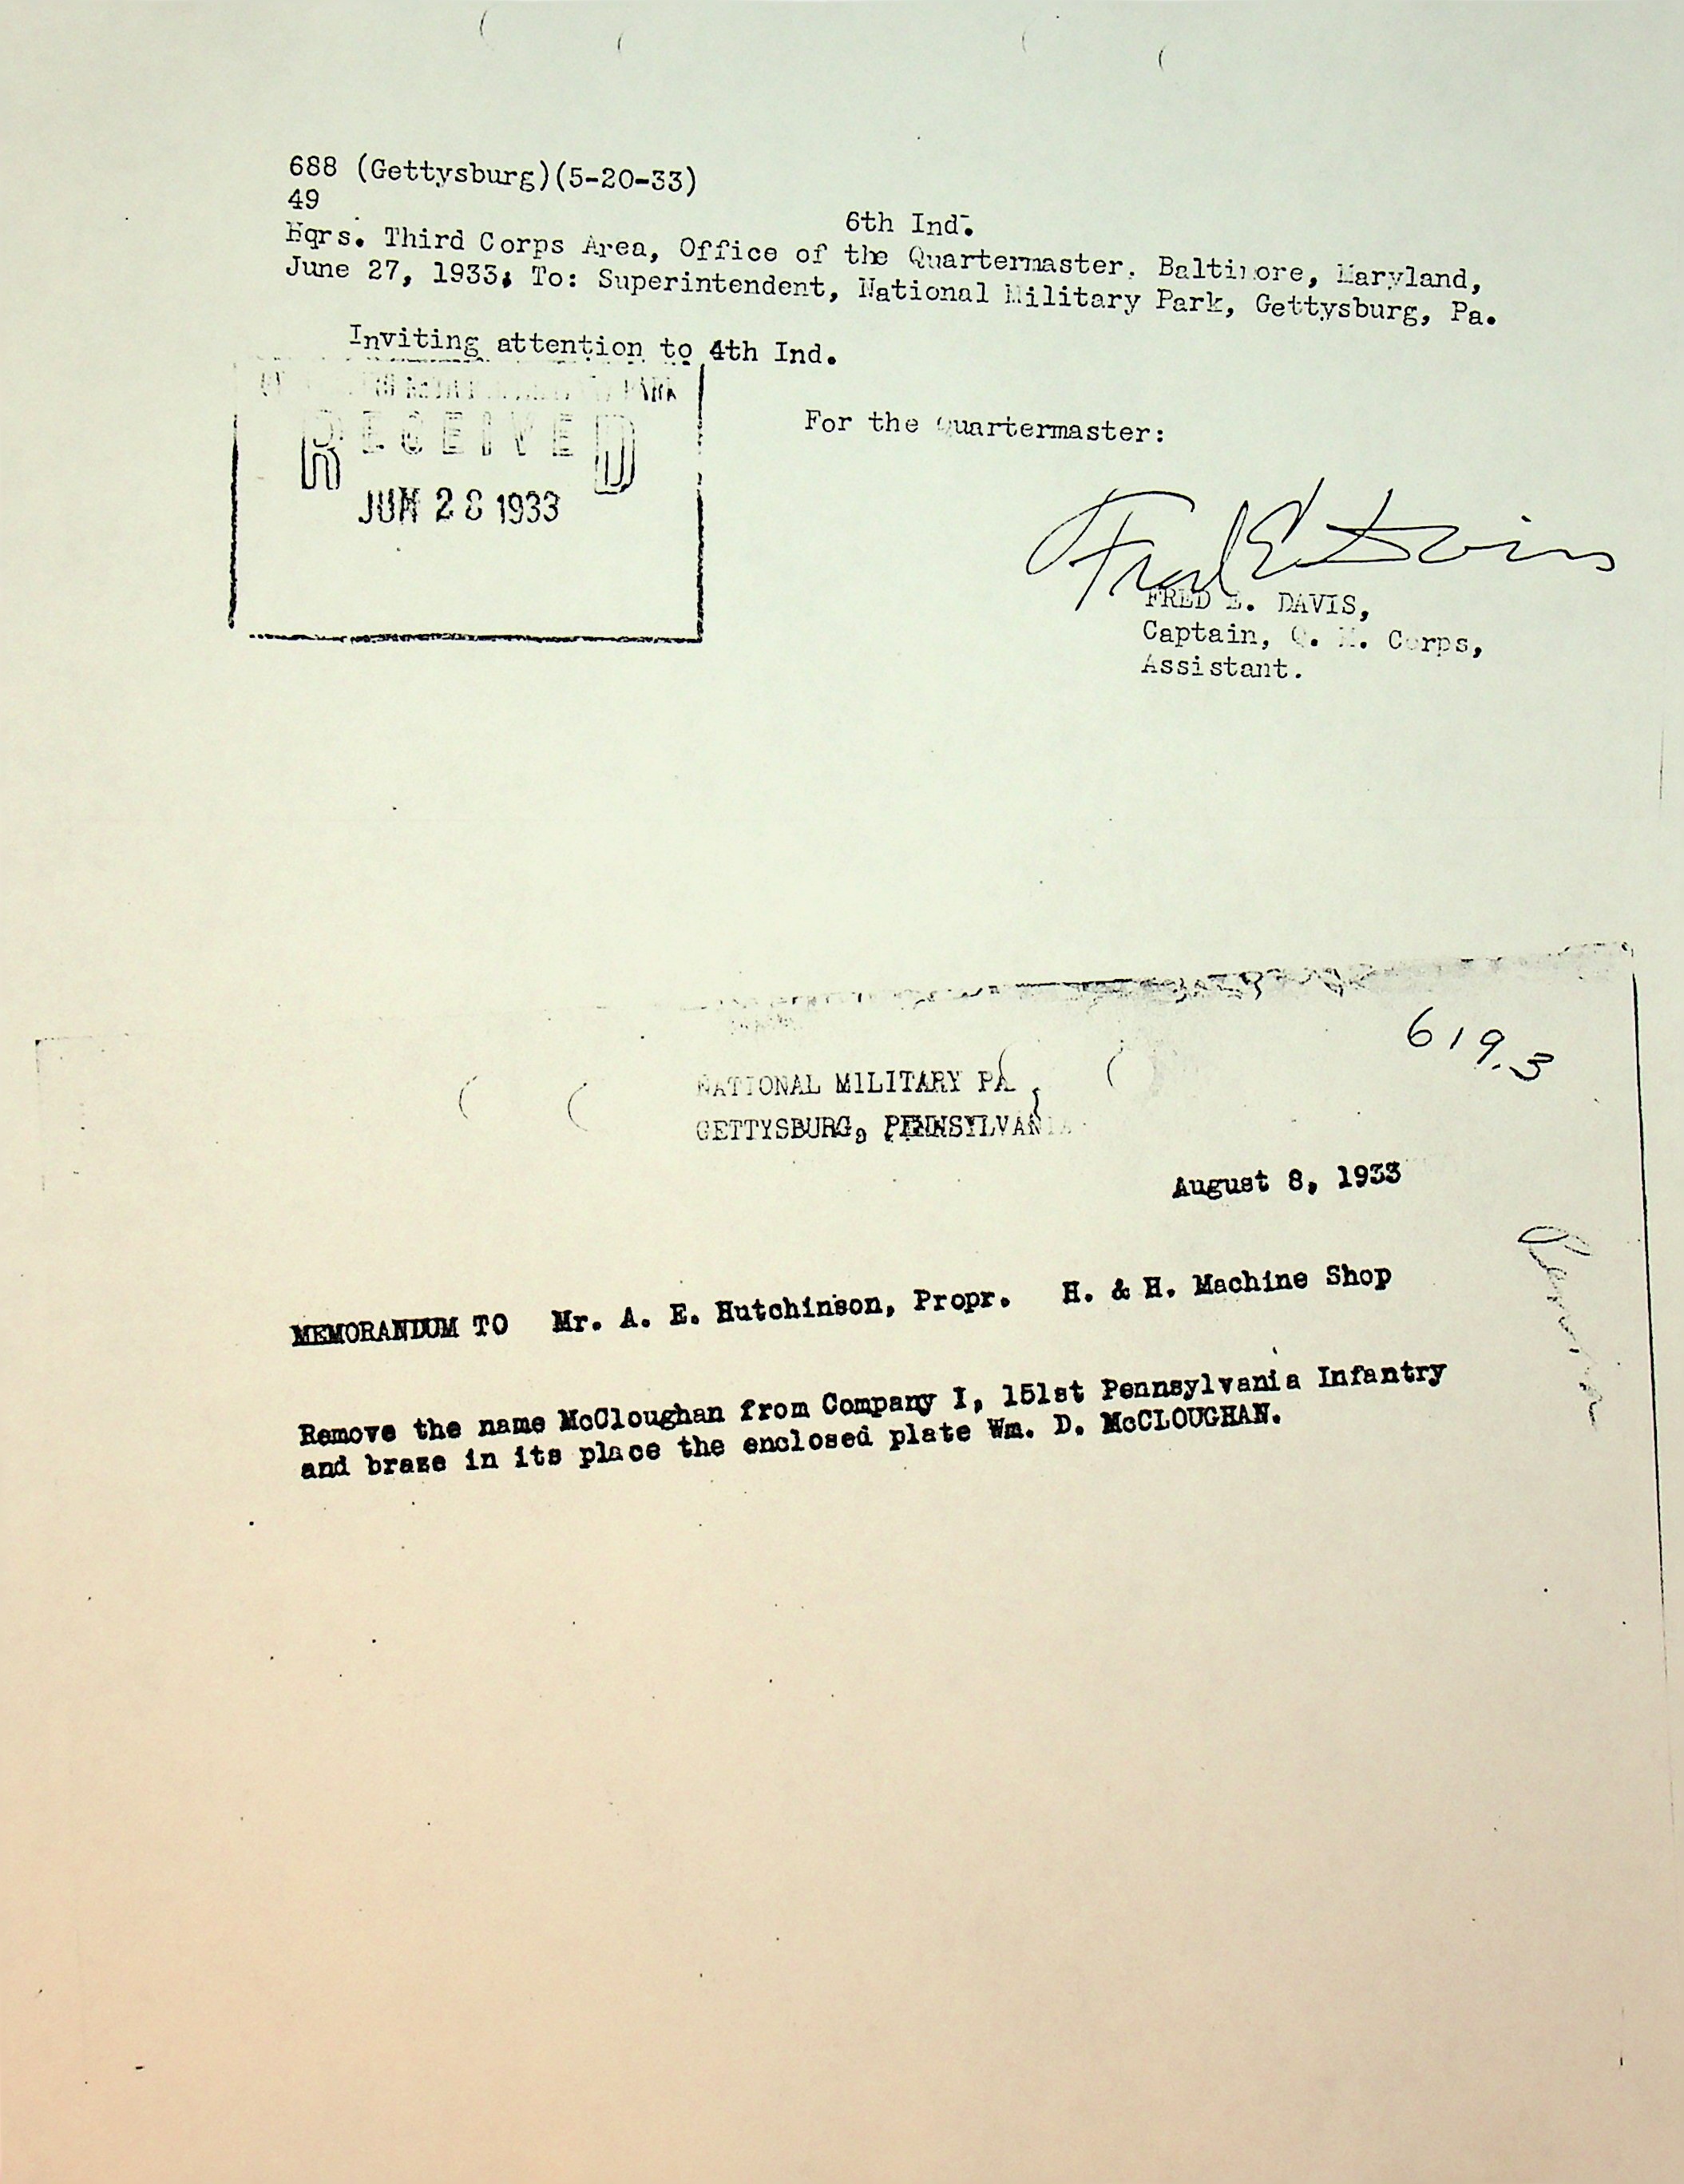 688 (Gettysburg)(5-20-33)
49
6th Ind.
Hqrs. Third Corps Area, Office of the Quartermaster. Baltimore, Maryland,
June 27, 1933; To: Superintendent, National Military Park, Gettysburg, Pa.
Inviting attention to 4th Ind.
PARK
RECEIVED
JUN 28 1933
For the Quartermaster:
Fred E Davis
FRED E. DAVIS,
Captain, Q. M. Corps,
Assistant.
619.3
NATIONAL MILITARY PA
GETTYSBURG, PENNSYLVANIA
August 8, 1933
MEMORANDUM TO Mr. A. E. Hutchinson, Propr. H. & H. Machine Shop
Remove the name McCloughan from Company I, 151st Pennsylvania Infantry
and braze in its place the enclosed plate Wm. D. McCLOUGHAN.